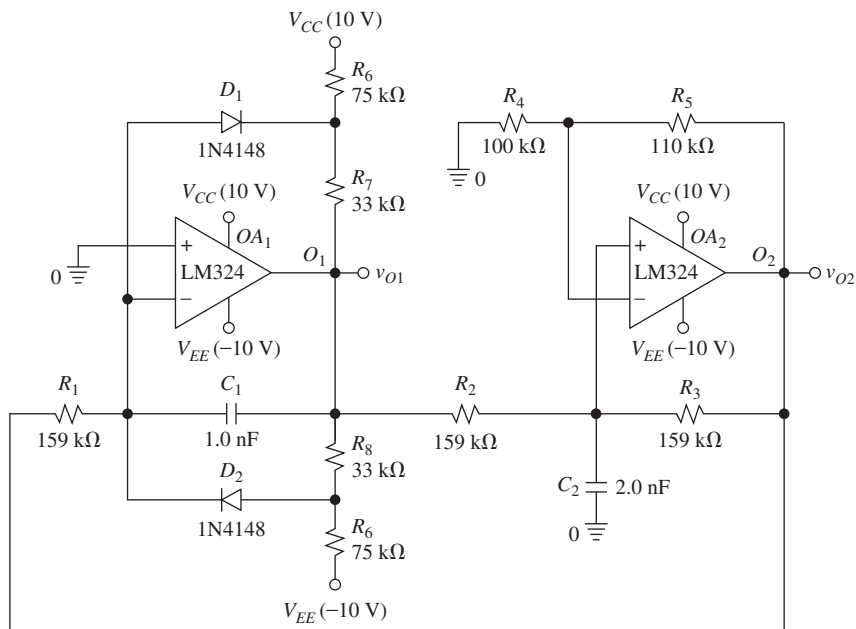 V_CC (10 V)
R_6
75 kΩ
D_1
1N4148
R_7
33 kΩ
V_CC (10 V)
+
OA_1
LM324
−
0
O_1
v_O1
V_EE (−10 V)
R_4
100 kΩ
0
R_5
110 kΩ
V_CC (10 V)
+
OA_2
LM324
−
O_2
v_O2
V_EE (−10 V)
R_1
159 kΩ
C_1
1.0 nF
R_2
159 kΩ
R_3
159 kΩ
R_8
33 kΩ
D_2
1N4148
C_2
2.0 nF
0
R_6
75 kΩ
V_EE (−10 V)